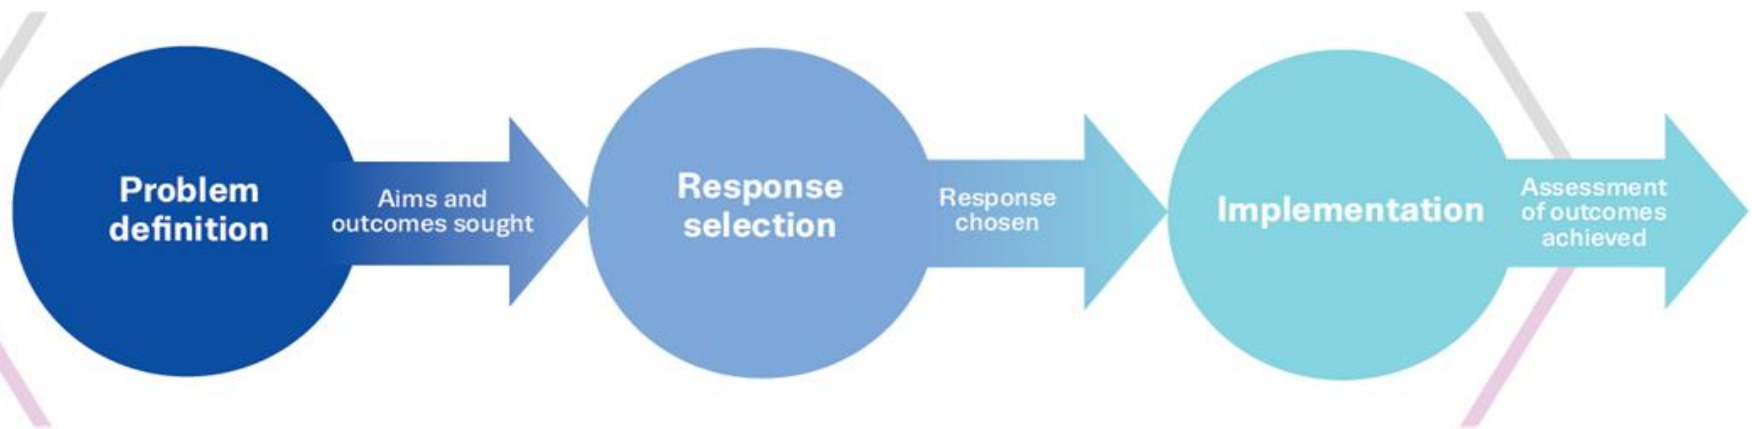 Problem
definition
Aims and
outcomes sought
Response
selection
Response
chosen
Implementation
Assessment
of outcomes
achieved